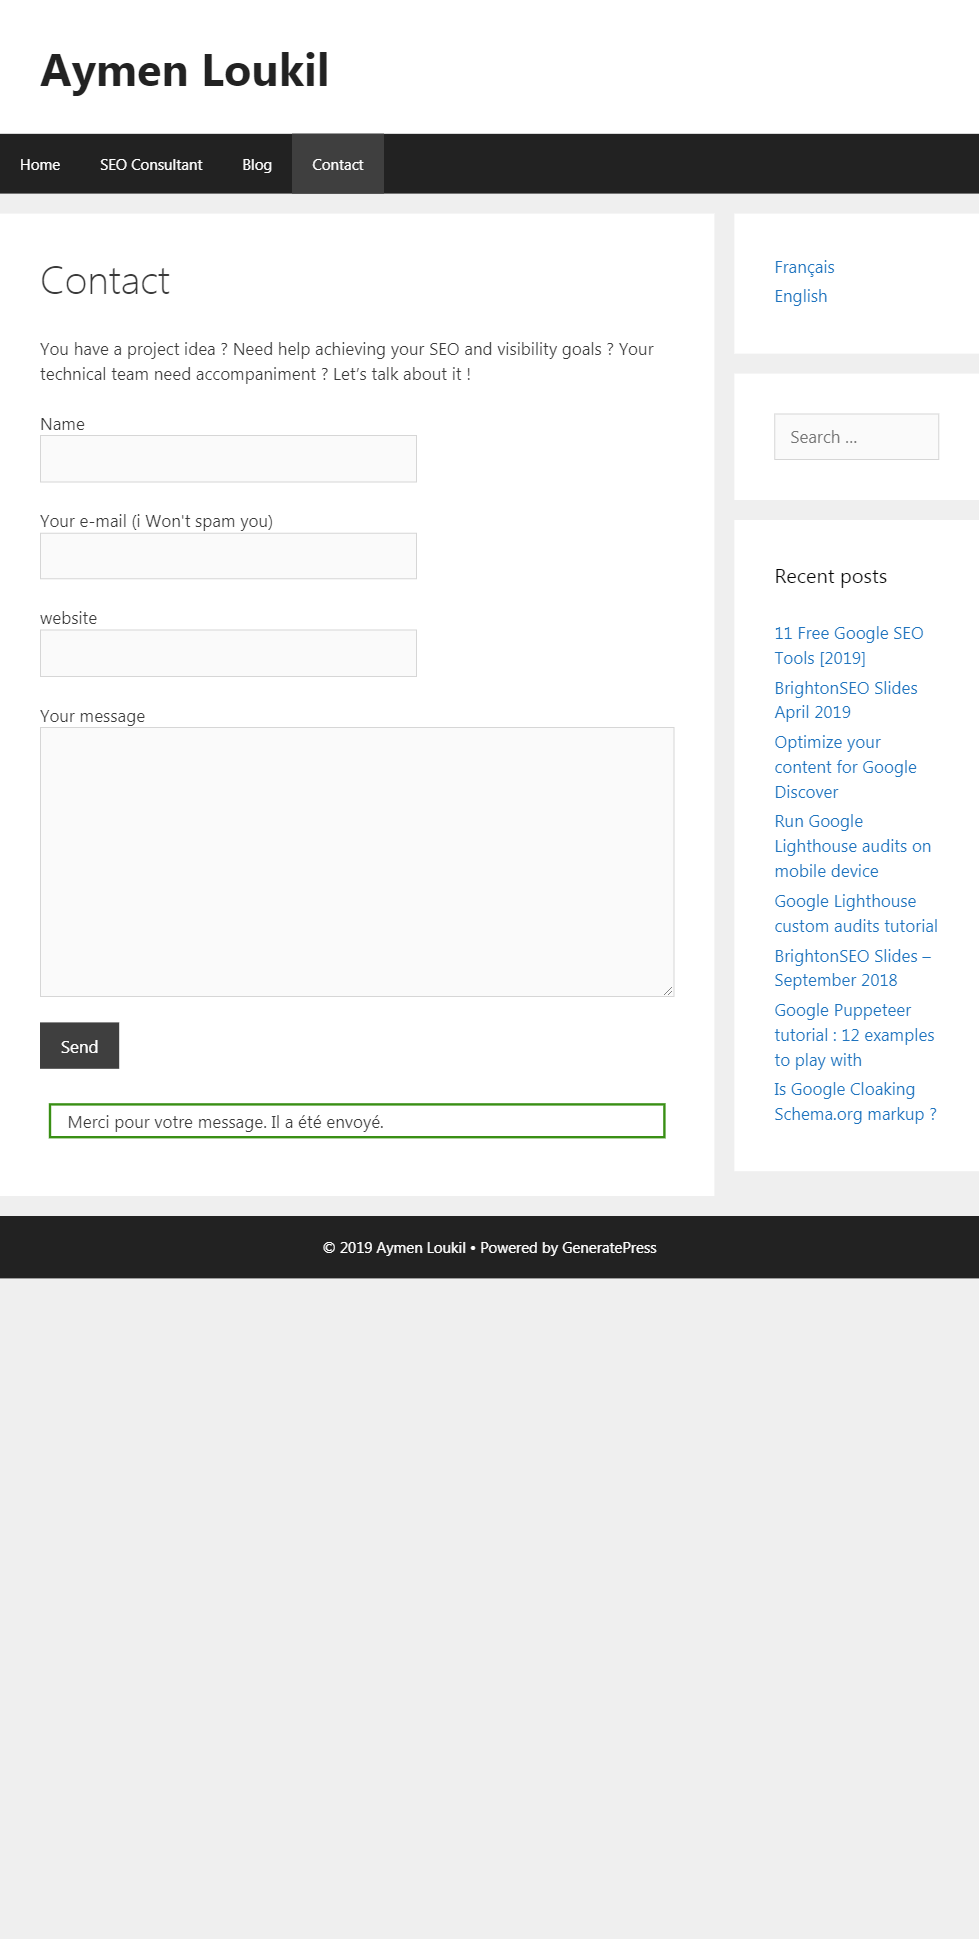 Aymen Loukil
Home
SEO Consultant
Blog
Contact
Contact
You have a project idea ? Need help achieving your SEO and visibility goals ? Your
technical team need accompaniment ? Let’s talk about it !
Name
Your e-mail (i Won't spam you)
website
Your message
Send
Merci pour votre message. Il a été envoyé.
Français
English
Search …
Recent posts
11 Free Google SEO
Tools [2019]
BrightonSEO Slides
April 2019
Optimize your
content for Google
Discover
Run Google
Lighthouse audits on
mobile device
Google Lighthouse
custom audits tutorial
BrightonSEO Slides –
September 2018
Google Puppeteer
tutorial : 12 examples
to play with
Is Google Cloaking
Schema.org markup ?
© 2019 Aymen Loukil • Powered by GeneratePress